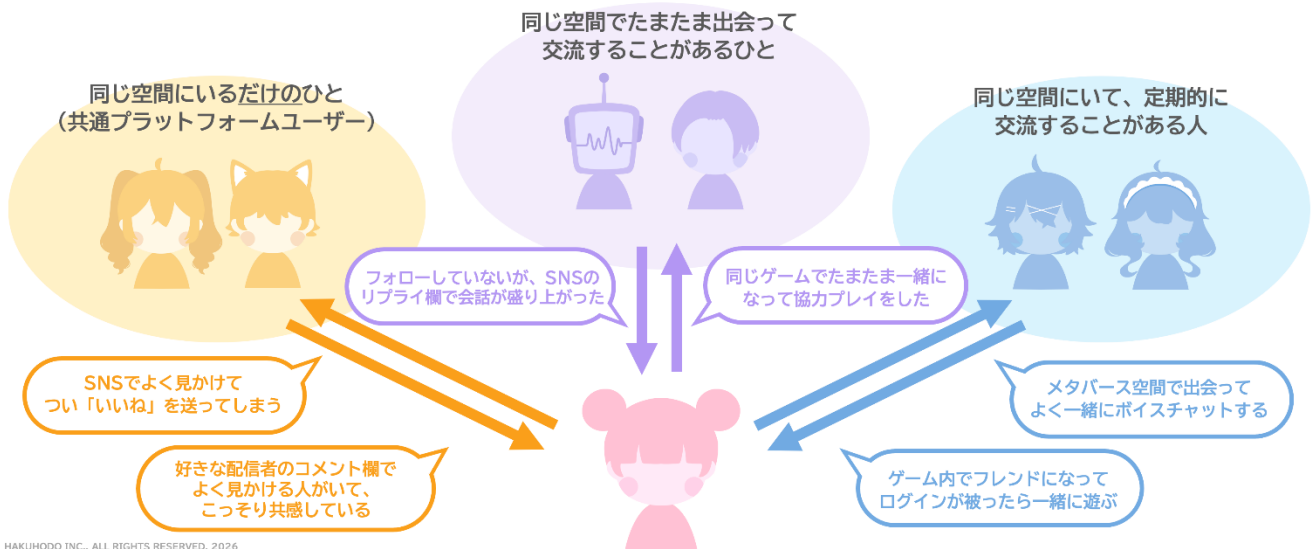 同じ空間でたまたま出会って
交流することがあるひと
同じ空間にいるだけのひと
（共通プラットフォームユーザー）
同じ空間にいて、定期的に
交流することがある人
フォローしていないが、SNSの
リプライ欄で会話が盛り上がった
同じゲームでたまたま一緒に
なって協力プレイをした
SNSでよく見かけて
つい「いいね」を送ってしまう
メタバース空間で出会って
よく一緒にボイスチャットする
好きな配信者のコメント欄で
よく見かける人がいて、
こっそり共感している
ゲーム内でフレンドになって
ログインが被ったら一緒に遊ぶ
HAKUHODO INC., ALL RIGHTS RESERVED. 2026